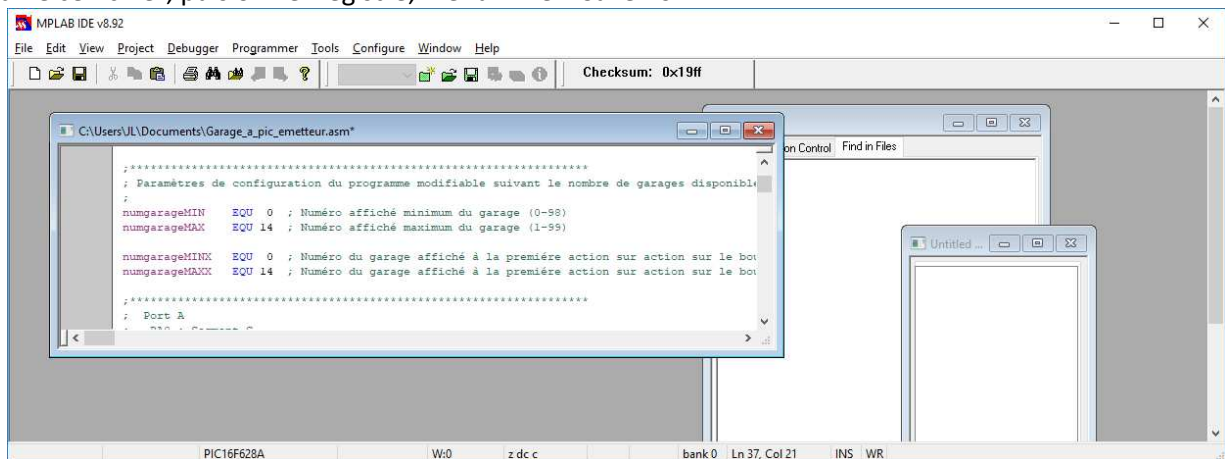 MPLAB IDE v8.92
File Edit View Project Debugger Programmer Tools Configure Window Help
Checksum: 0x19ff
C:\Users\JL\Documents\Garage_a_pic_emetteur.asm*
;******************************************************************
; Paramètres de configuration du programme modifiable suivant le nombre de garages disponible
;
numgarageMIN EQU 0 ; Numéro affiché minimum du garage (0-98)
numgarageMAX EQU 14 ; Numéro affiché maximum du garage (1-99)
numgarageMINX EQU 0 ; Numéro du garage affiché à la premiére action sur action sur le bou
numgarageMAXX EQU 14 ; Numéro du garage affiché à la premiére action sur action sur le bou
;******************************************************************
; Port A
on Control Find in Files
Untitled ...
PIC16F628A W:0 z dc c bank 0 Ln 37, Col 21 INS WR